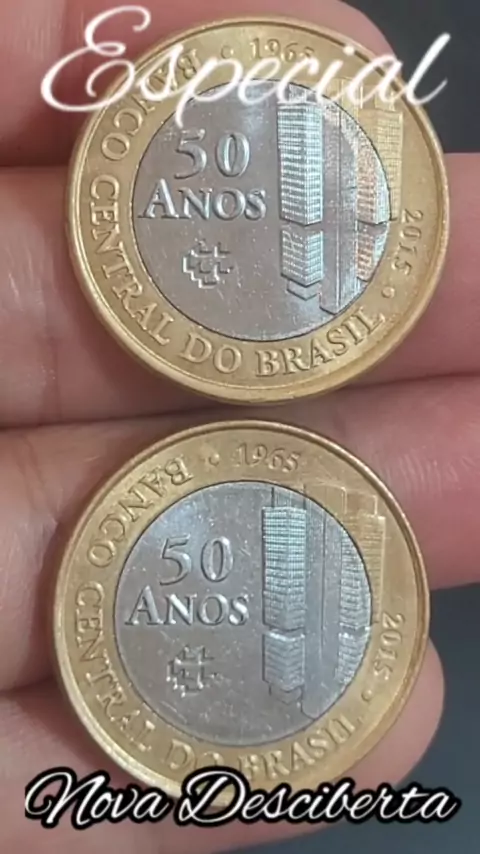 Especial
BANCO CENTRAL DO BRASIL • 1965
2015 •
50
ANOS
BANCO CENTRAL DO BRASIL • 1965
2015 •
50
ANOS
Nova Desciberta